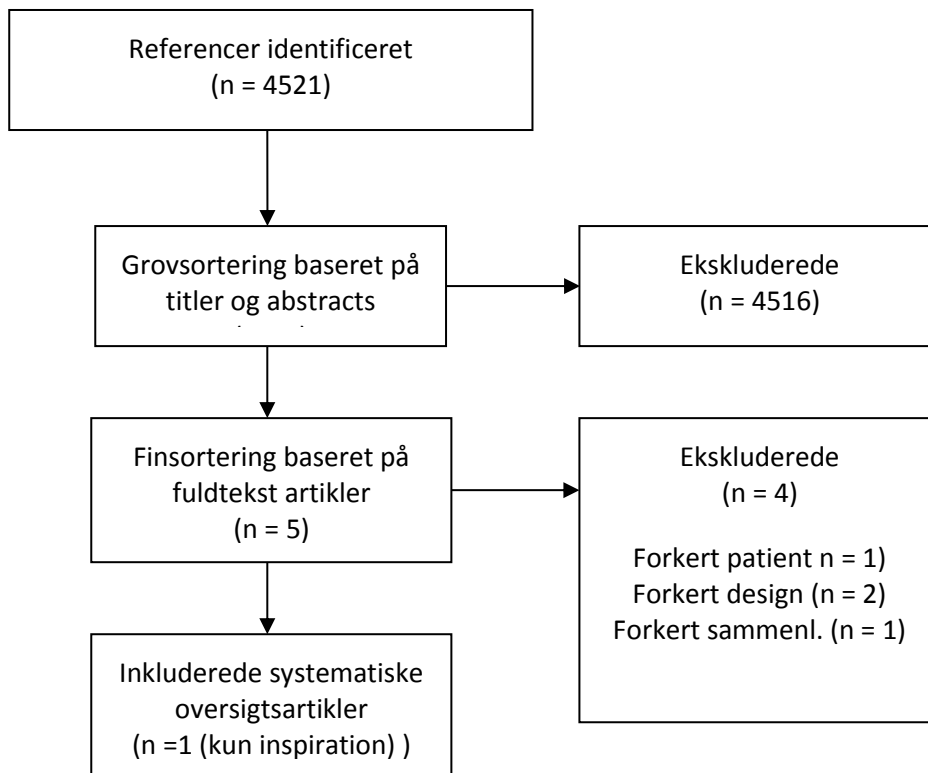 Referencer identificeret
(n = 4521)
Grovsortering baseret på
titler og abstracts
Ekskluderede
(n = 4516)
Finsortering baseret på
fuldtekst artikler
(n = 5)
Ekskluderede
(n = 4)
Forkert patient n = 1)
Forkert design (n = 2)
Forkert sammenl. (n = 1)
Inkluderede systematiske
oversigtsartikler
(n =1 (kun inspiration) )